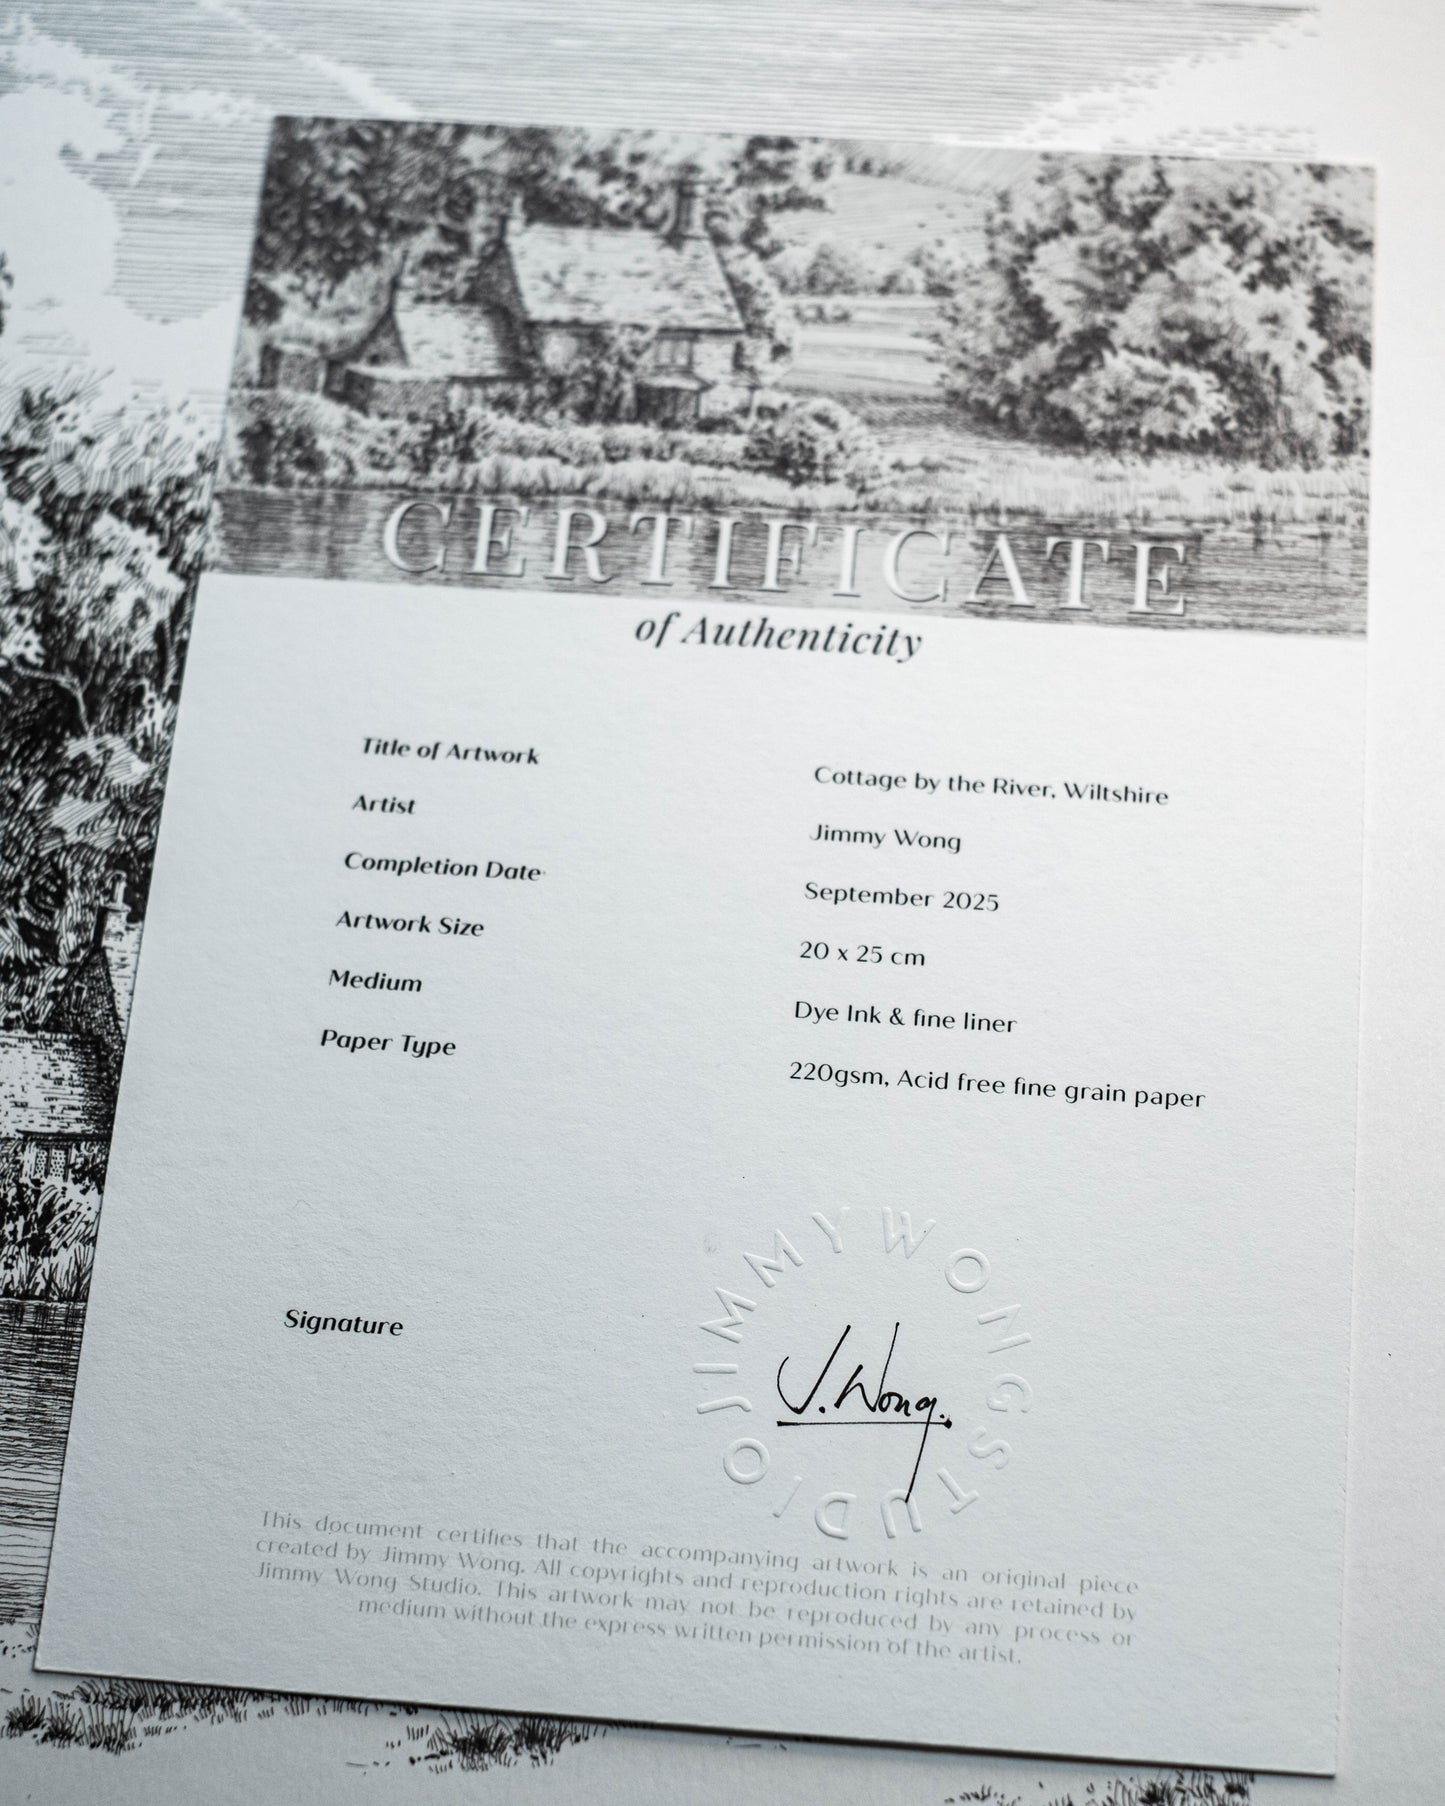 CERTIFICATE
of Authenticity
Title of Artwork
Cottage by the River, Wiltshire
Artist
Jimmy Wong
Completion Date
September 2025
Artwork Size
20 x 25 cm
Medium
Dye Ink & fine liner
Paper Type
220gsm, Acid free fine grain paper
JIMMY WONG STUDIO
Signature
J. Wong.
This document certifies that the accompanying artwork is an original piece
created by Jimmy Wong. All copyrights and reproduction rights are retained by
Jimmy Wong Studio. This artwork may not be reproduced by any process or
medium without the express written permission of the artist.